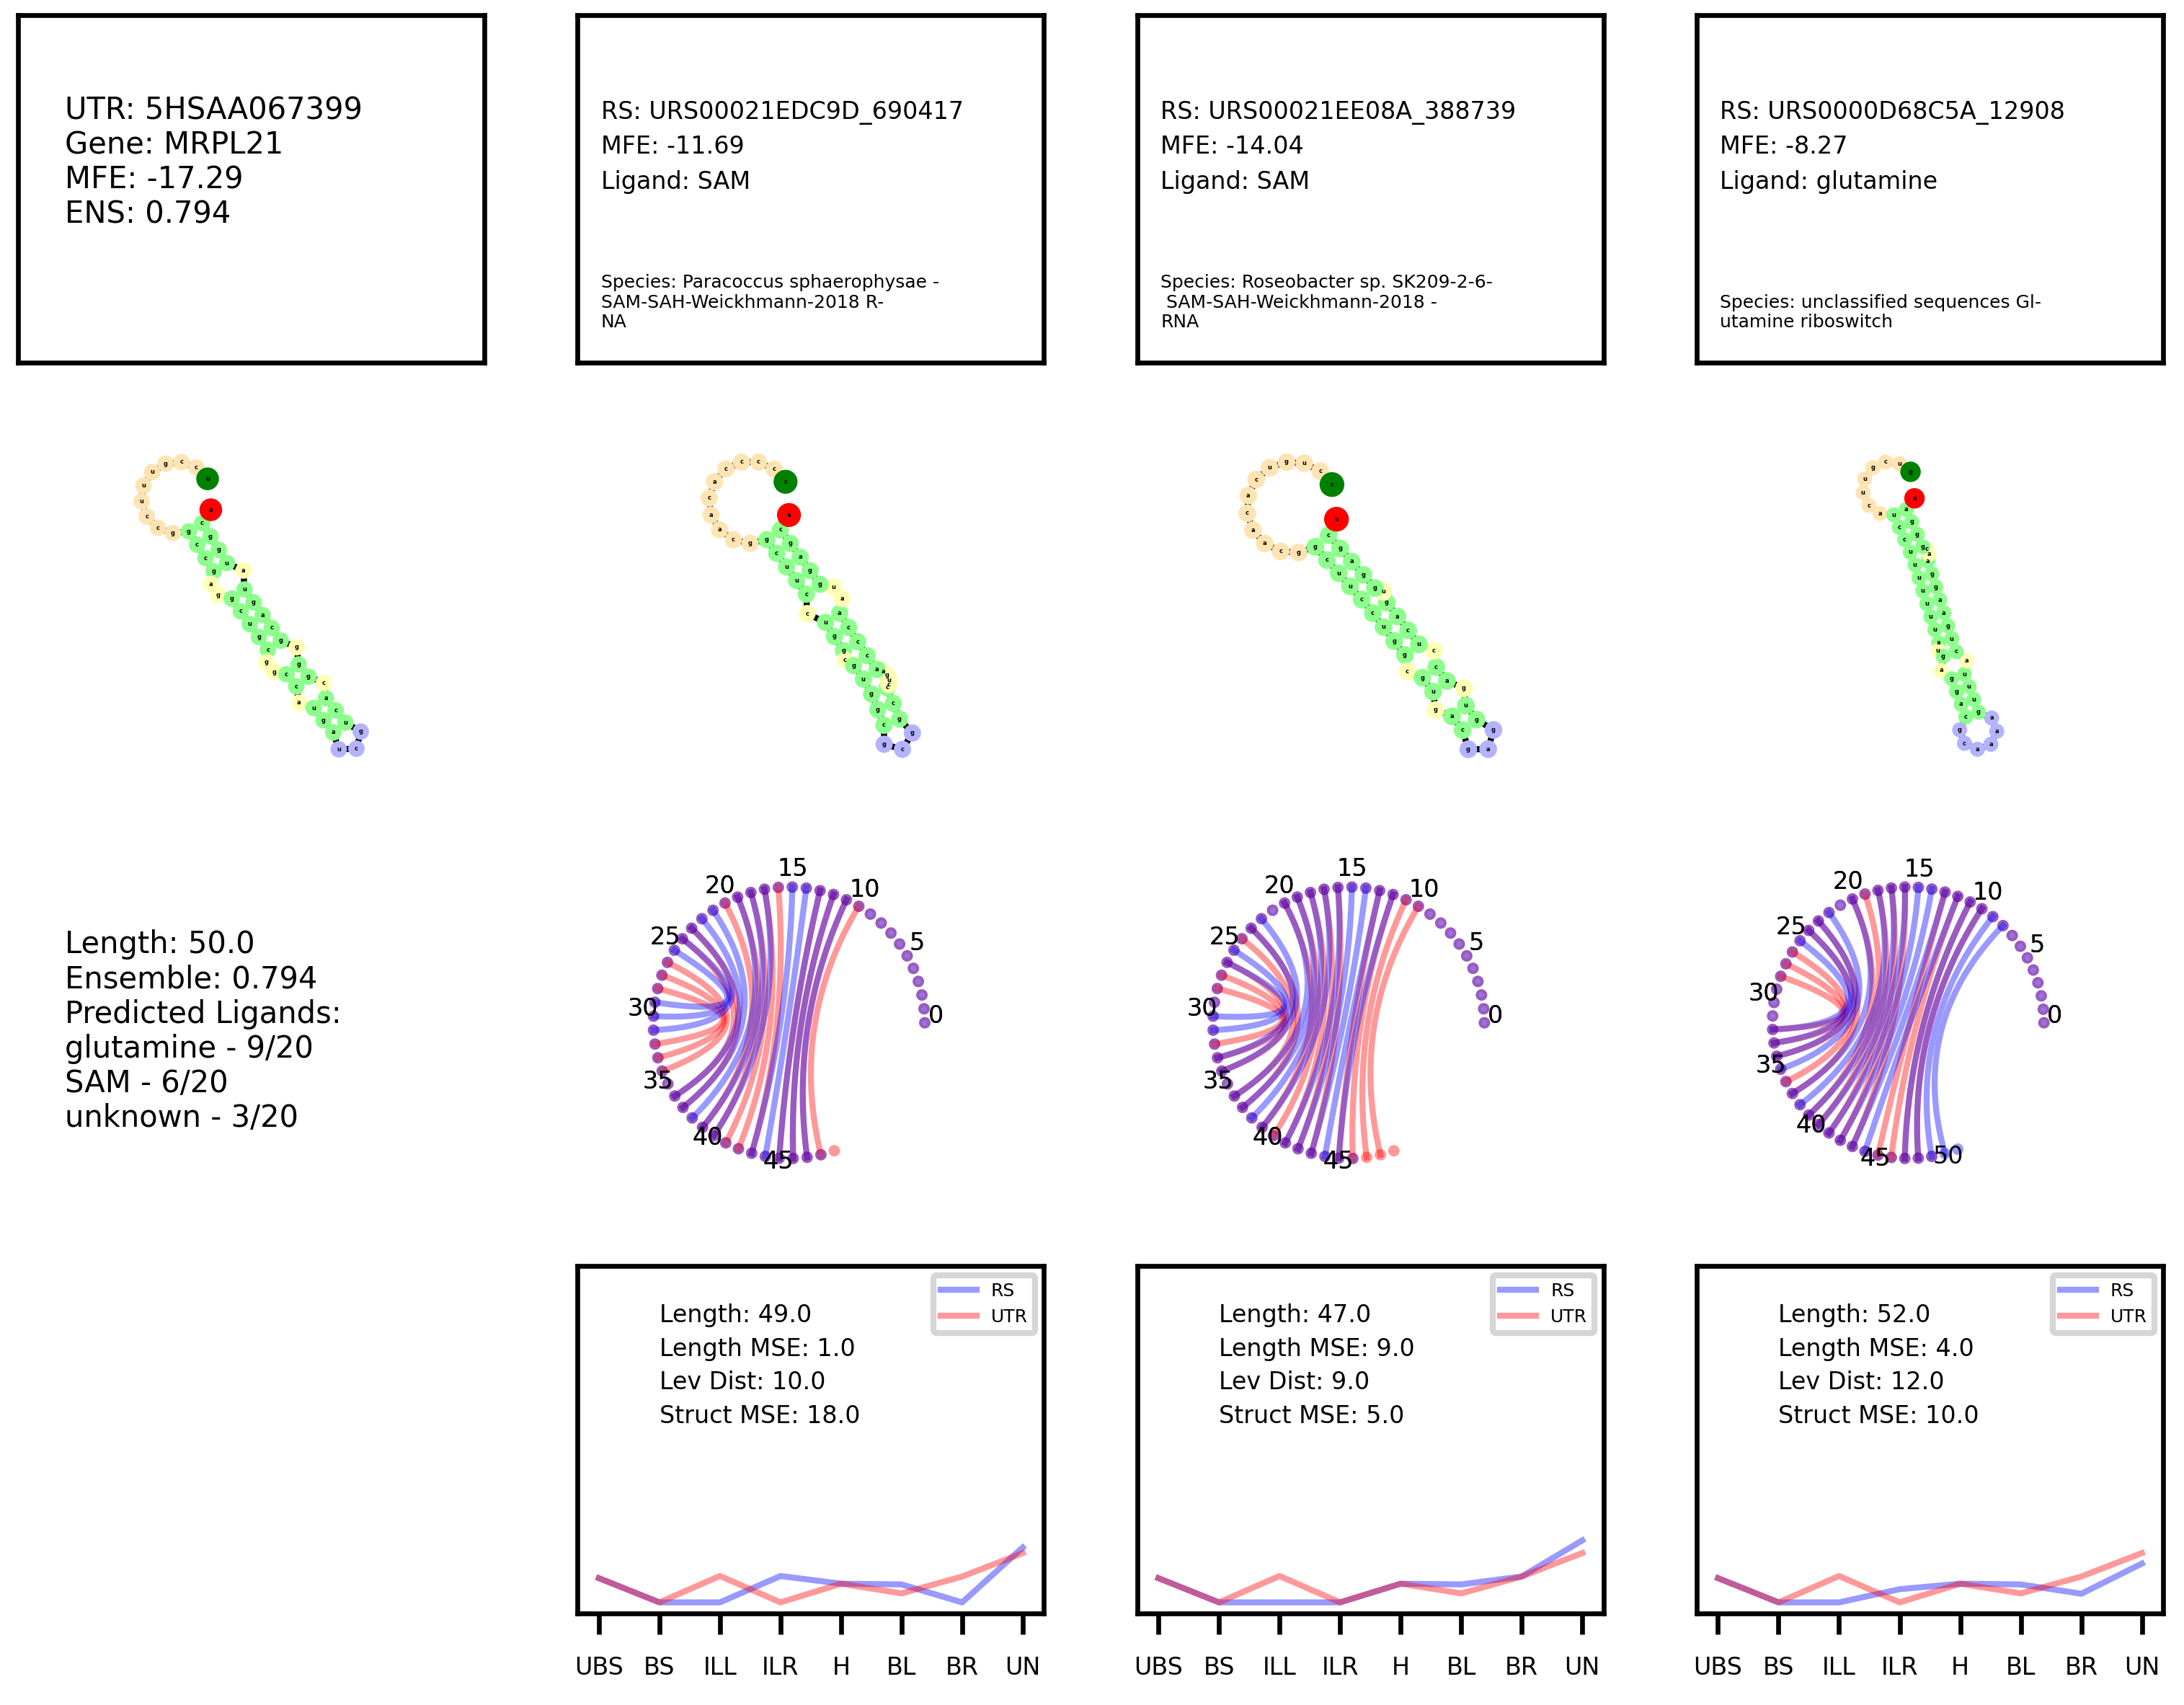 UTR: 5HSAA067399
Gene: MRPL21
MFE: -17.29
ENS: 0.794
RS: URS00021EDC9D_690417
MFE: -11.69
Ligand: SAM
Species: Paracoccus sphaerophysae -
SAM-SAH-Weickhmann-2018 R-
NA
RS: URS00021EE08A_388739
MFE: -14.04
Ligand: SAM
Species: Roseobacter sp. SK209-2-6-
SAM-SAH-Weickhmann-2018 -
RNA
RS: URS0000D68C5A_12908
MFE: -8.27
Ligand: glutamine
Species: unclassified sequences Gl-
utamine riboswitch
Length: 50.0
Ensemble: 0.794
Predicted Ligands:
glutamine - 9/20
SAM - 6/20
unknown - 3/20
0
5
10
15
20
25
30
35
40
45
0
5
10
15
20
25
30
35
40
45
0
5
10
15
20
25
30
35
40
45
50
RS
UTR
Length: 49.0
Length MSE: 1.0
Lev Dist: 10.0
Struct MSE: 18.0
UBS BS ILL ILR H BL BR UN
RS
UTR
Length: 47.0
Length MSE: 9.0
Lev Dist: 9.0
Struct MSE: 5.0
UBS BS ILL ILR H BL BR UN
RS
UTR
Length: 52.0
Length MSE: 4.0
Lev Dist: 12.0
Struct MSE: 10.0
UBS BS ILL ILR H BL BR UN